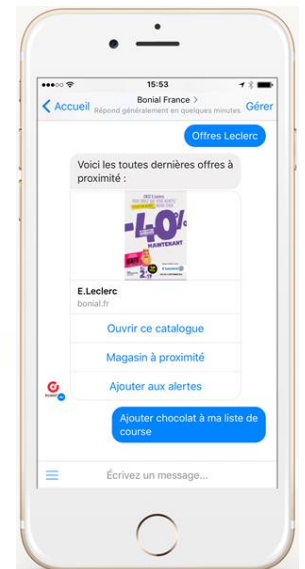 15:53
Accueil
Bonial France >
Répond généralement en quelques minutes
Gérer
Offres Leclerc
Voici les toutes dernières offres à
proximité :
-40%
MAINTENANT
E.Leclerc
bonial.fr
Ouvrir ce catalogue
Magasin à proximité
Ajouter aux alertes
Ajouter chocolat à ma liste de
course
Écrivez un message...